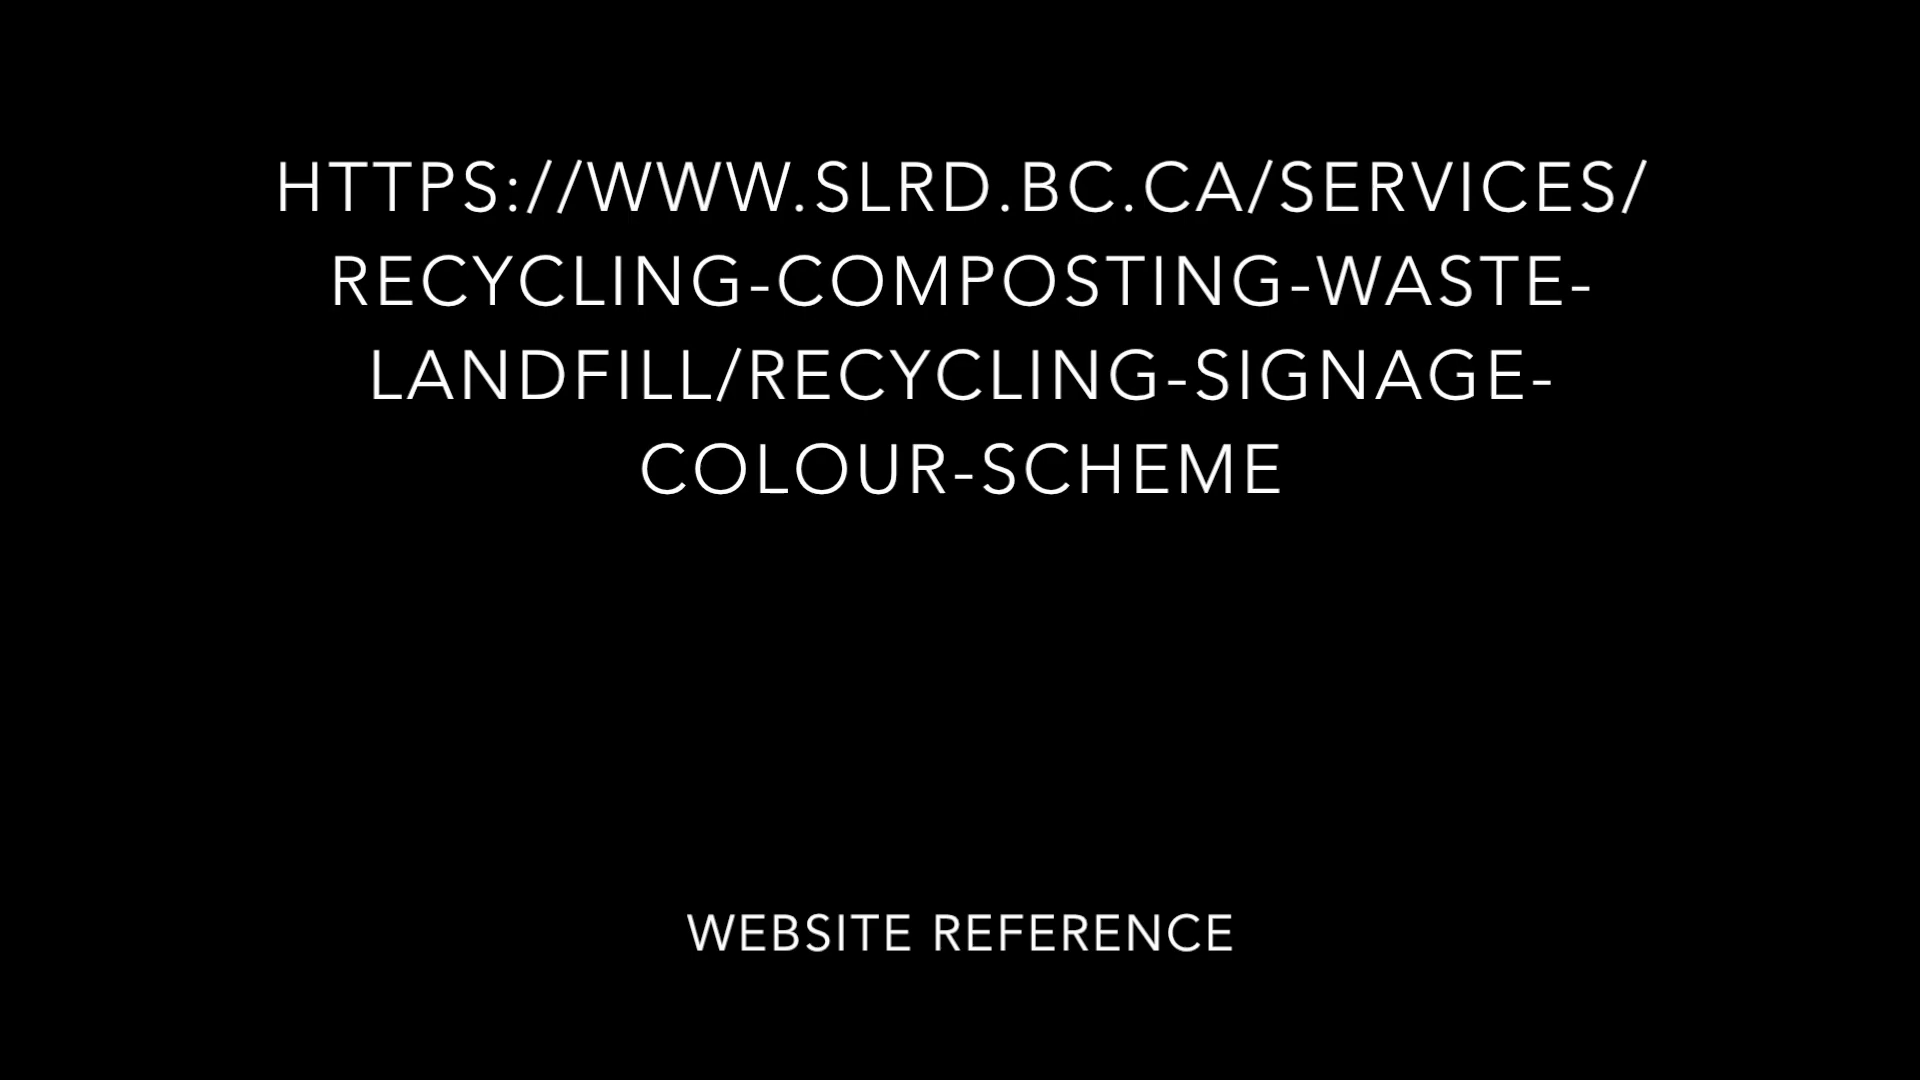 HTTPS://WWW.SLRD.BC.CA/SERVICES/
RECYCLING-COMPOSTING-WASTE-
LANDFILL/RECYCLING-SIGNAGE-
COLOUR-SCHEME
WEBSITE REFERENCE